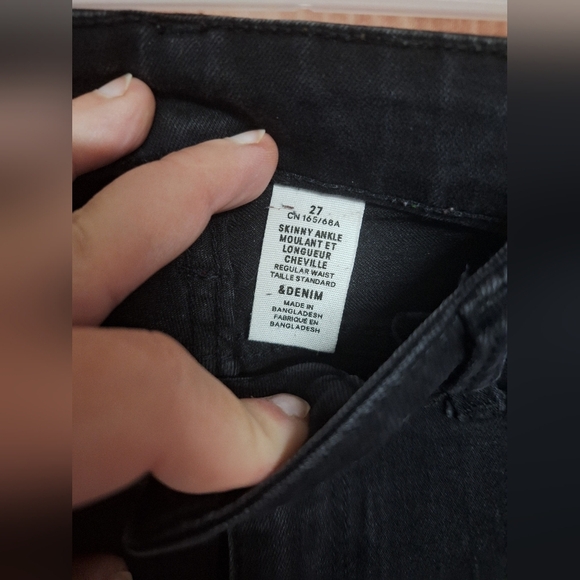 27
CN 165/68A
SKINNY ANKLE
MOULANT ET
LONGUEUR
CHEVILLE
REGULAR WAIST
TAILLE STANDARD
&DENIM
MADE IN
BANGLADESH
FABRIQUÉ EN
BANGLADESH